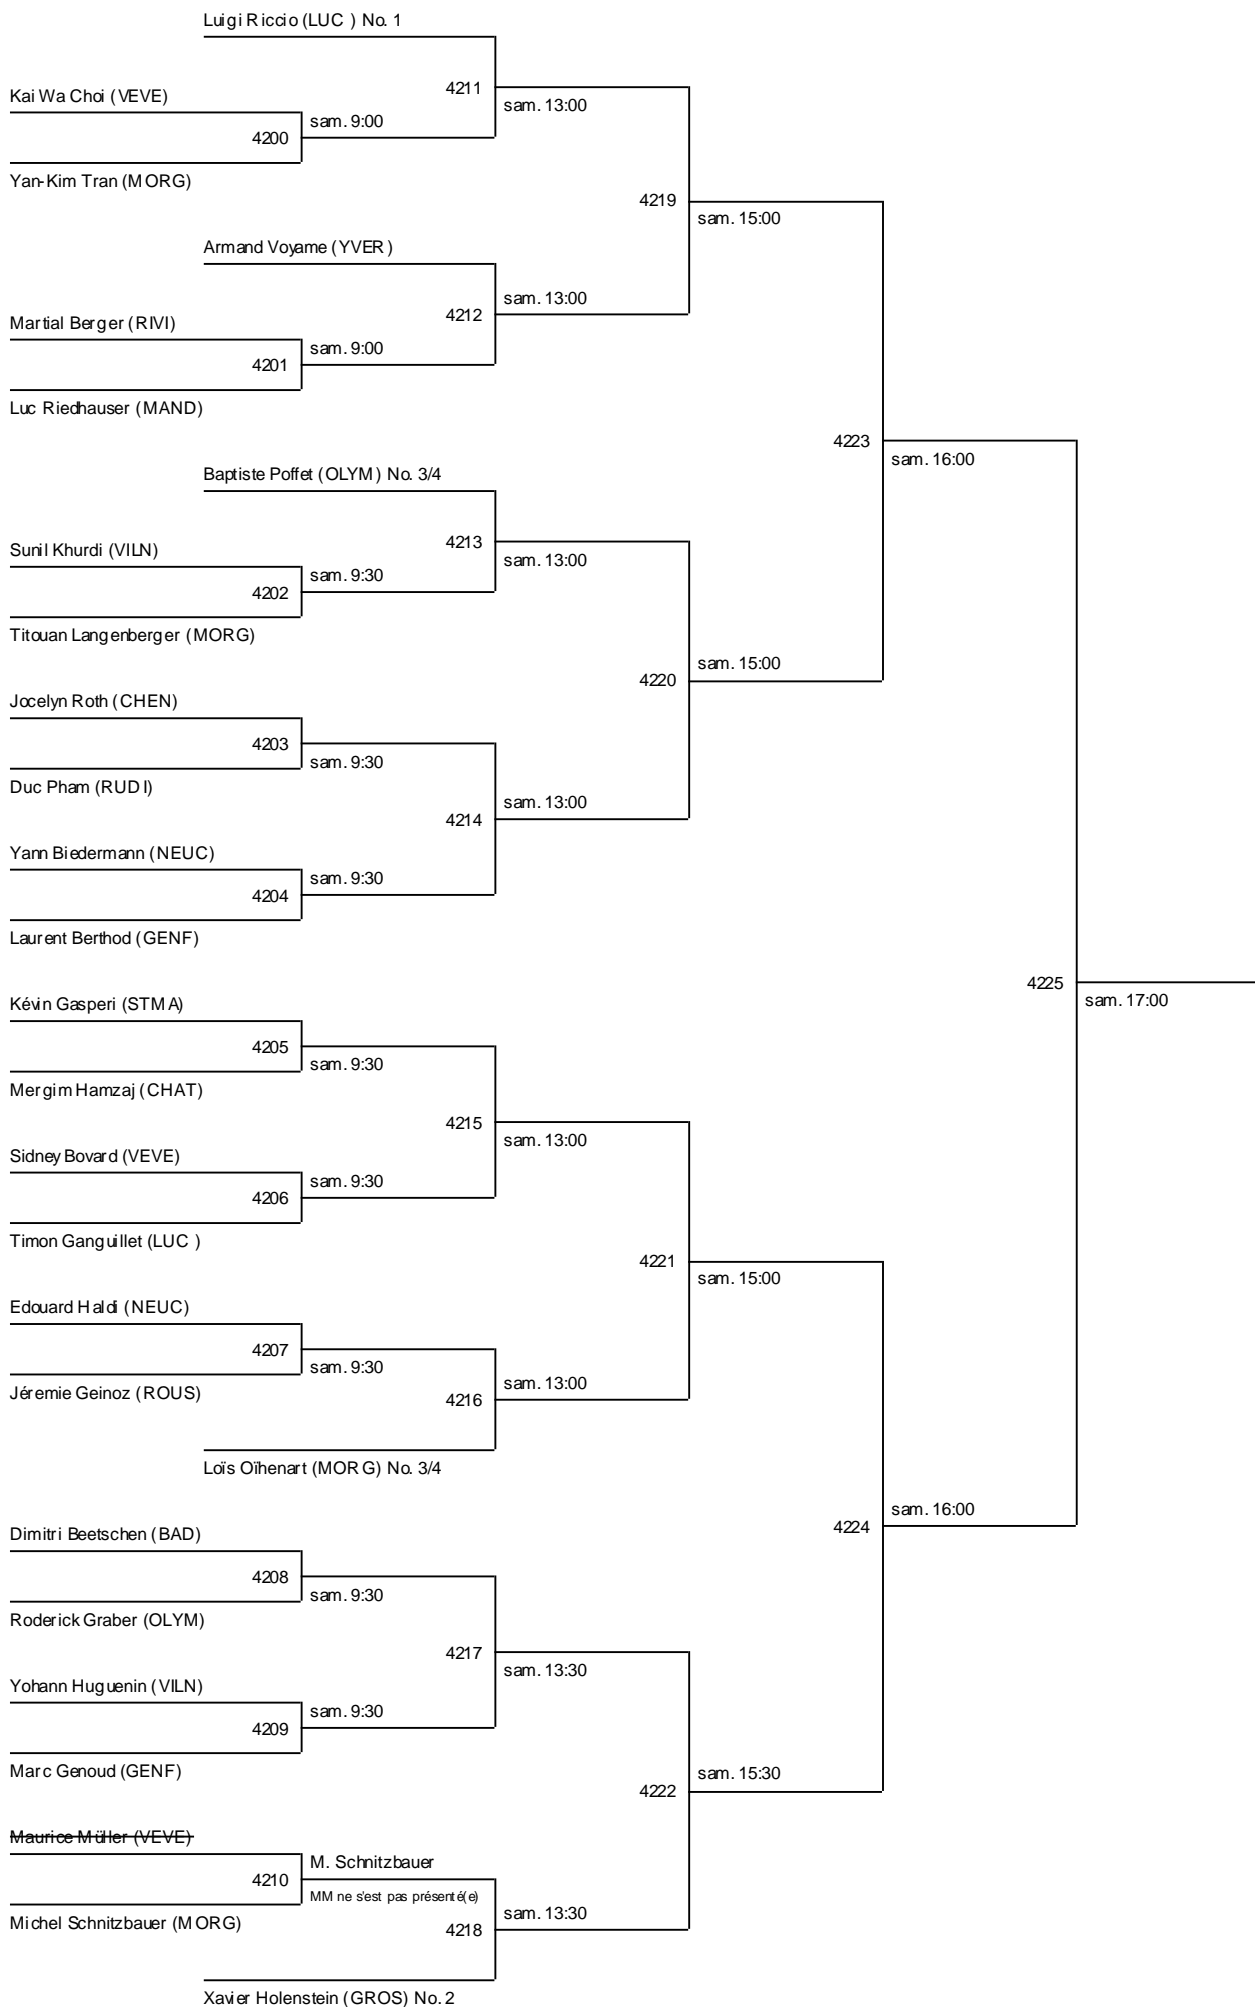 Luigi Riccio (LUC ) No. 1
4211
sam. 13:00
Kai Wa Choi (VEVE)
sam. 9:00
4200
Yan-Kim Tran (MORG)
4219
sam. 15:00
Armand Voyame (YVER)
sam. 13:00
4212
Martial Berger (RIVI)
sam. 9:00
4201
Luc Riedhauser (MAND)
4223
sam. 16:00
Baptiste Poffet (OLYM) No. 3/4
4213
sam. 13:00
Sunil Khurdi (VILN)
sam. 9:30
4202
Titouan Langenberger (MORG)
sam. 15:00
4220
Jocelyn Roth (CHEN)
4203
sam. 9:30
Duc Pham (RUDI)
sam. 13:00
4214
Yann Biedermann (NEUC)
sam. 9:30
4204
Laurent Berthod (GENF)
4225
sam. 17:00
Kévin Gasperi (STMA)
4205
sam. 9:30
Mergim Hamzaj (CHAT)
4215
sam. 13:00
Sidney Bovard (VEVE)
sam. 9:30
4206
Timon Ganguillet (LUC )
4221
sam. 15:00
Edouard Haldi (NEUC)
4207
sam. 9:30
Jéremie Geinoz (ROUS)
sam. 13:00
4216
Loïs Oïhenart (MORG) No. 3/4
sam. 16:00
4224
Dimitri Beetschen (BAD)
4208
sam. 9:30
Roderick Graber (OLYM)
4217
sam. 13:30
Yohann Huguenin (VILN)
sam. 9:30
4209
Marc Genoud (GENF)
sam. 15:30
4222
Maurice Müller (VEVE)
M. Schnitzbauer
4210
MM ne s'est pas présenté(e)
Michel Schnitzbauer (MORG)
sam. 13:30
4218
Xavier Holenstein (GROS) No. 2